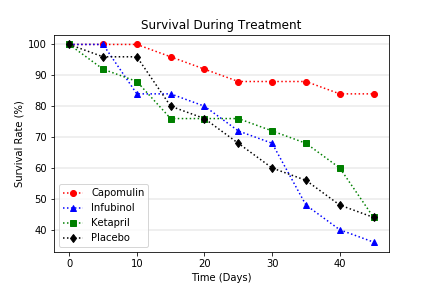 Survival During Treatment
100
90
80
70
60
50
40
Survival Rate (%)
Capomulin
Infubinol
Ketapril
Placebo
0
10
20
30
40
Time (Days)